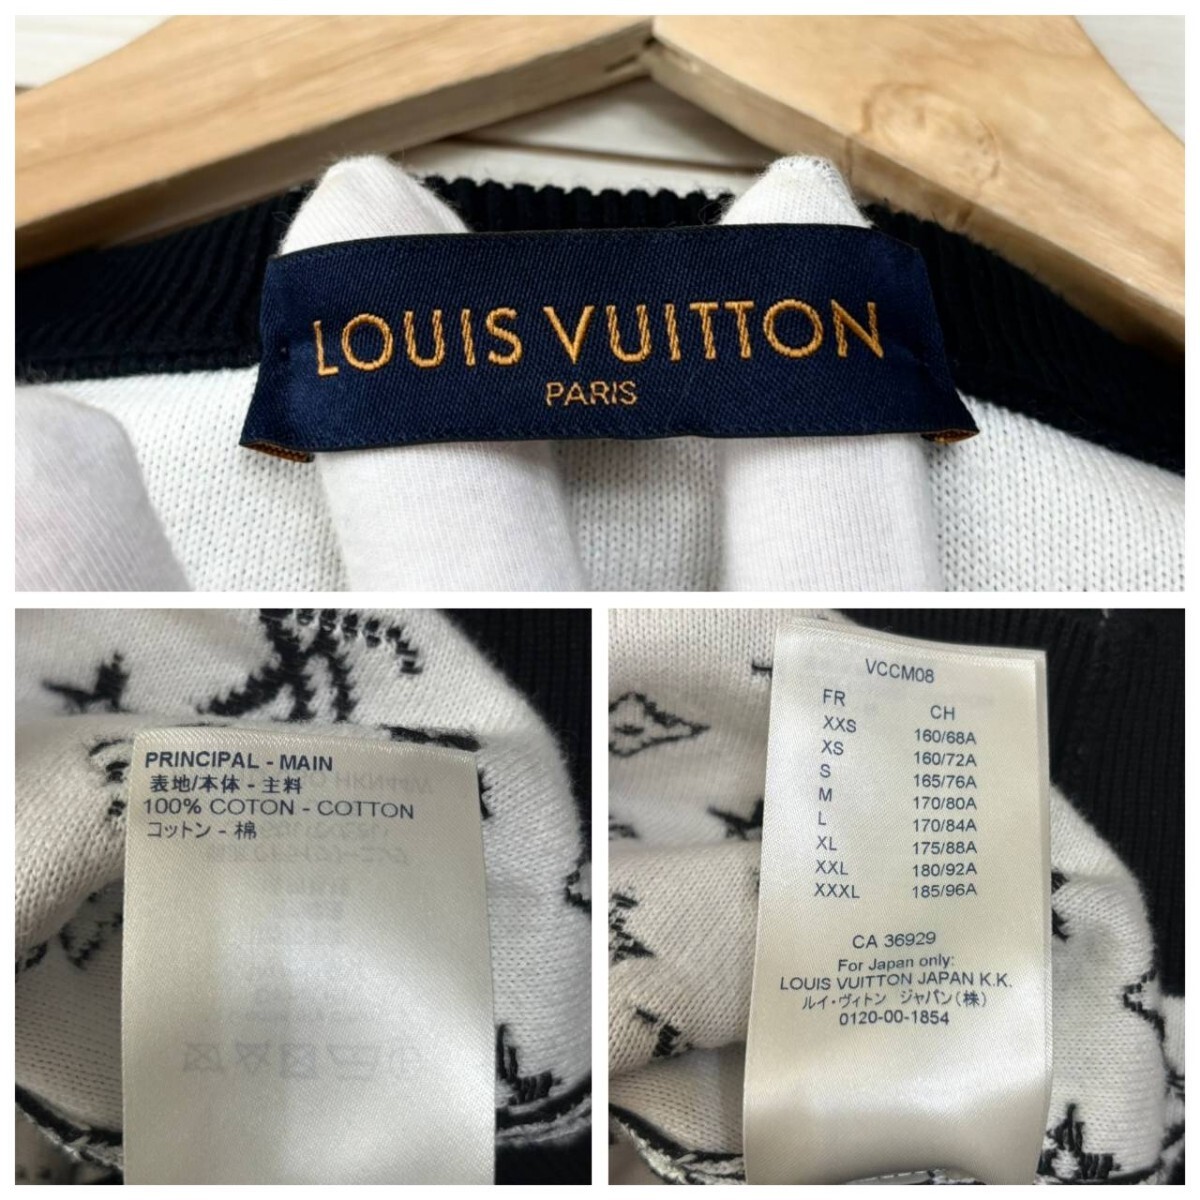 LOUIS VUITTON
PARIS
PRINCIPAL - MAIN
表地/本体 - 主料
100% COTON - COTTON
コットン - 棉
VCCM08
FR CH
XXS 160/68A
XS 160/72A
S 165/76A
M 170/80A
L 170/84A
XL 175/88A
XXL 180/92A
XXXL 185/96A
CA 36929
For Japan only:
LOUIS VUITTON JAPAN K.K.
ルイ・ヴィトン ジャパン(株)
0120-00-1854